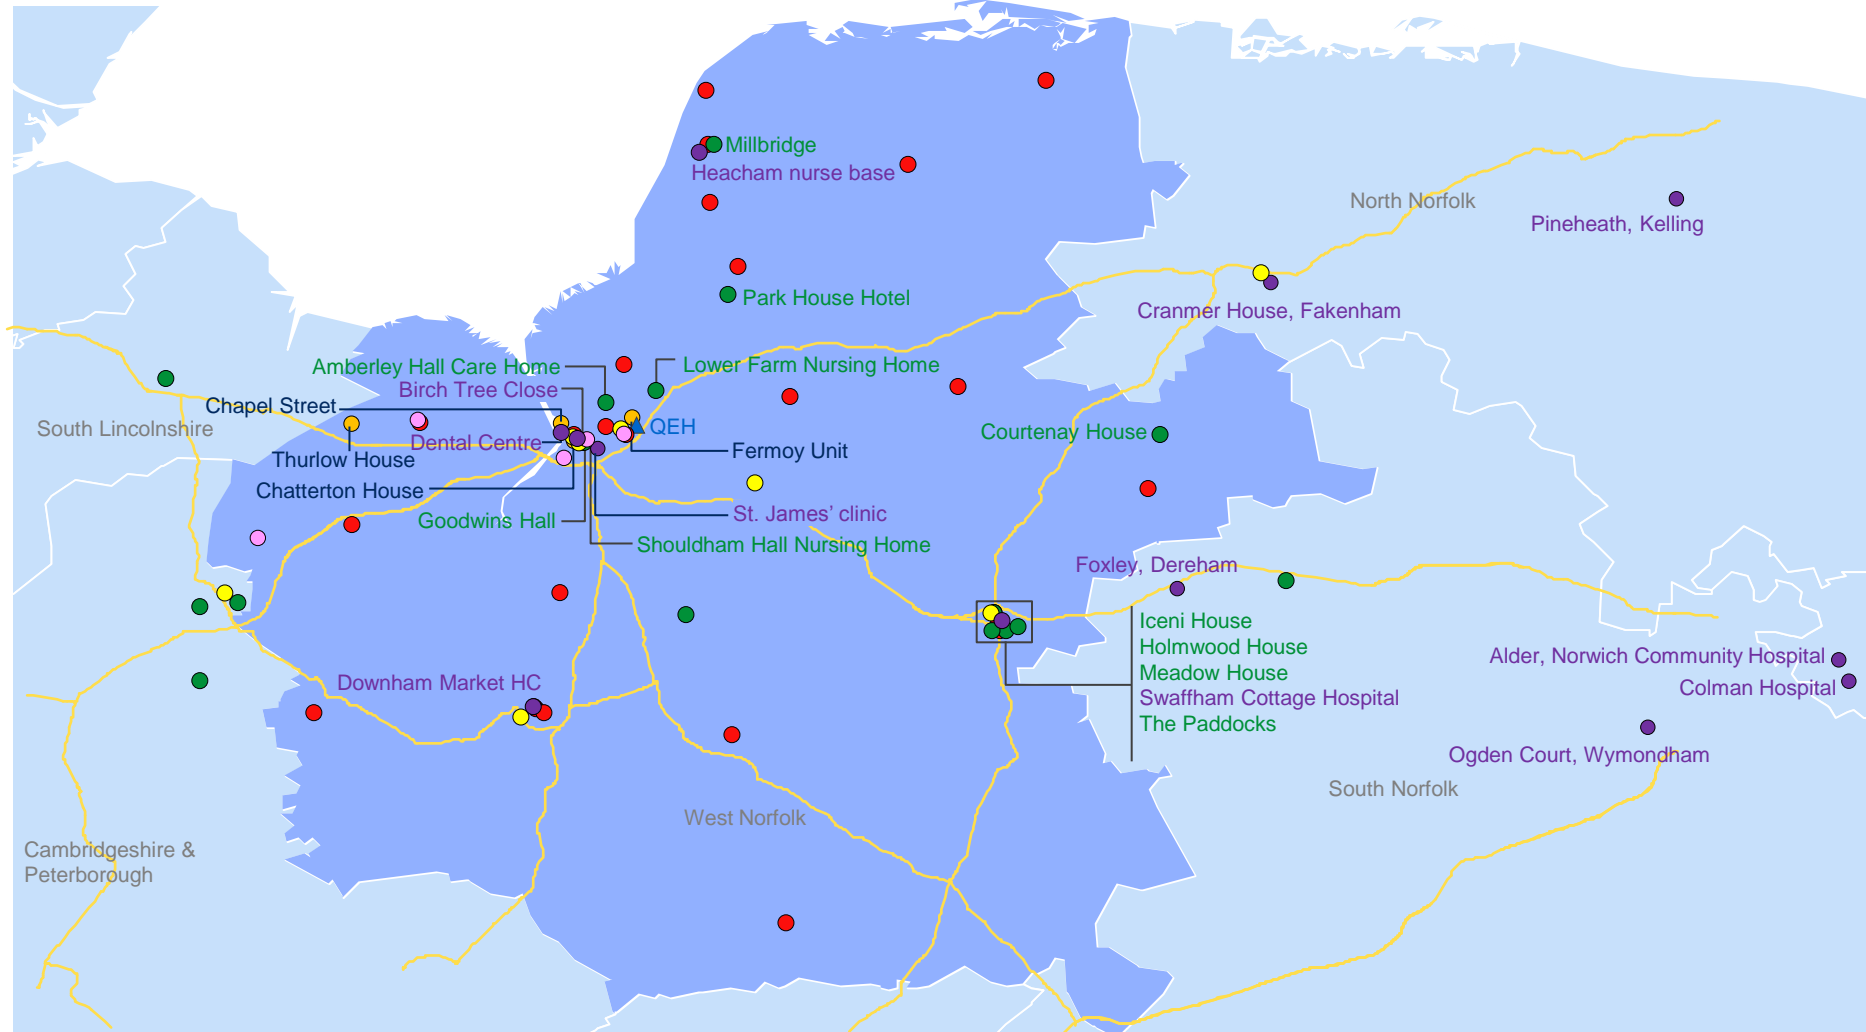 Millbridge
Heacham nurse base
North Norfolk
Pineheath, Kelling
Park House Hotel
Cranmer House, Fakenham
Amberley Hall Care Home
Lower Farm Nursing Home
Birch Tree Close
Chapel Street
South Lincolnshire
QEH
Courtenay House
Dental Centre
Thurlow House
Fermoy Unit
Chatterton House
Goodwins Hall
St. James’ clinic
Shouldham Hall Nursing Home
Foxley, Dereham
Iceni House
Holmwood House
Meadow House
Swaffham Cottage Hospital
The Paddocks
Alder, Norwich Community Hospital
Colman Hospital
Downham Market HC
Ogden Court, Wymondham
South Norfolk
West Norfolk
Cambridgeshire &
Peterborough